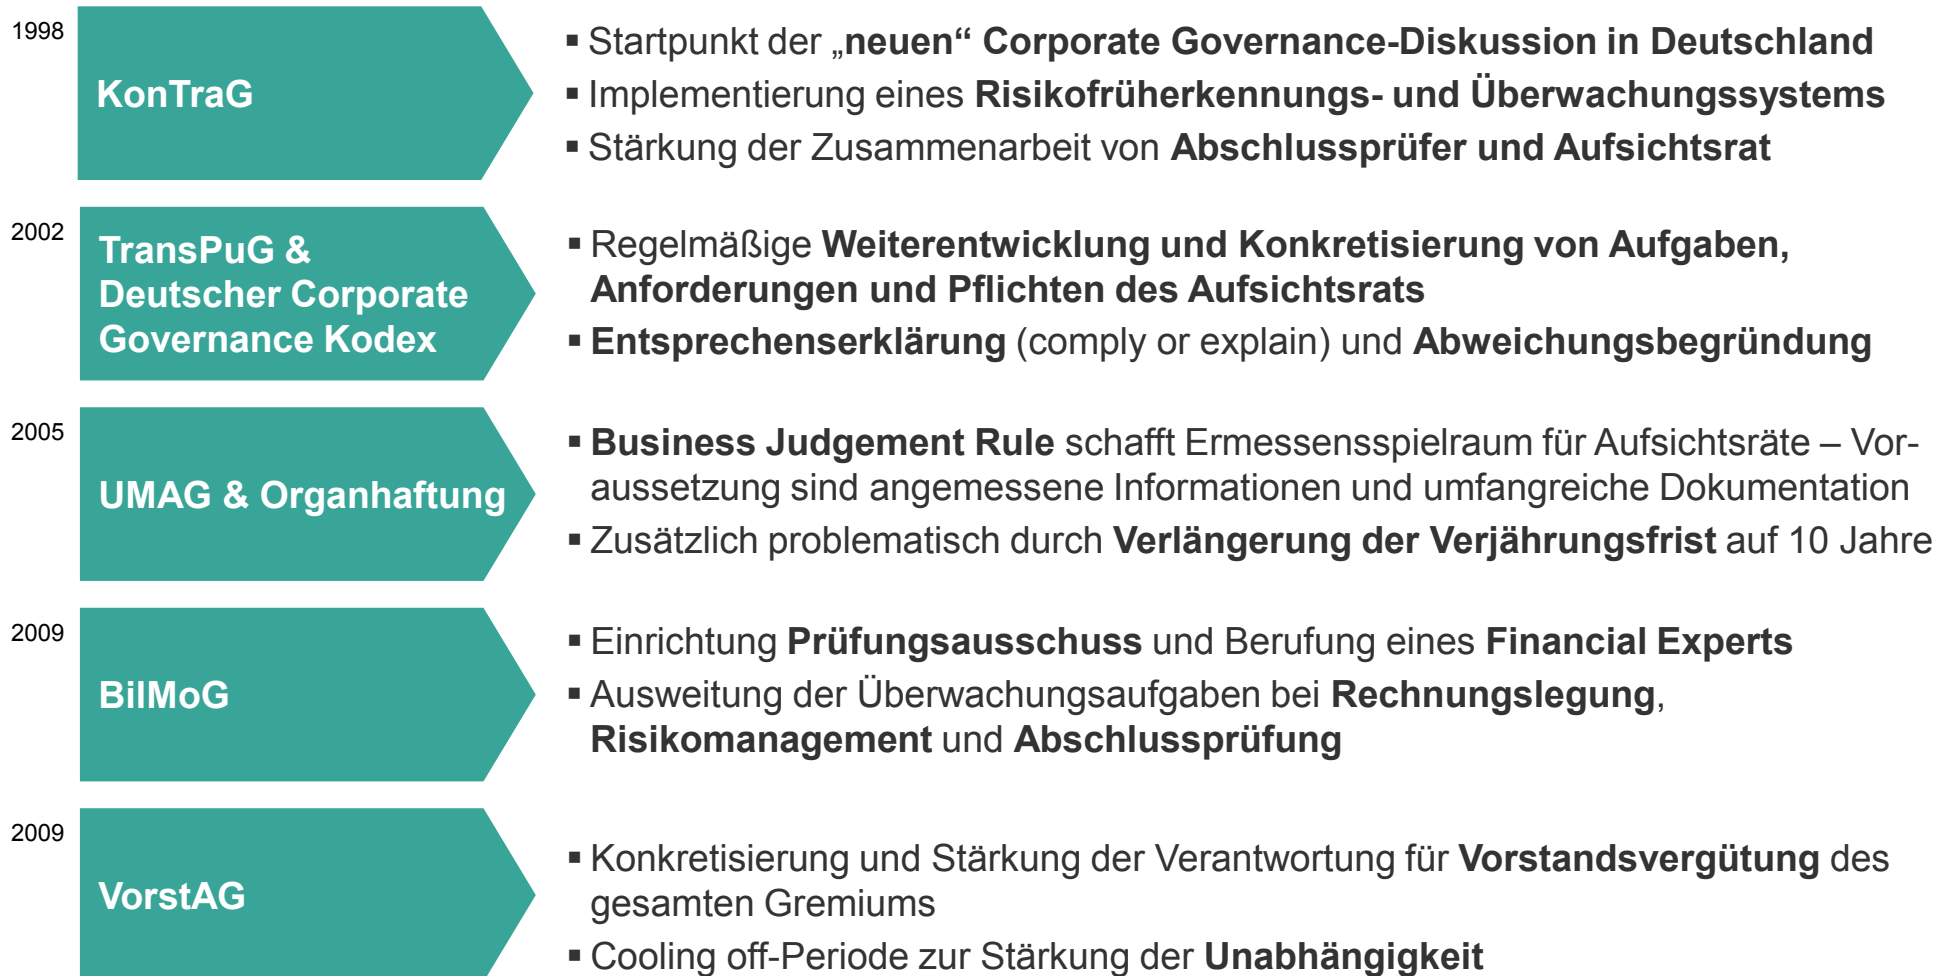 1998
KonTraG
▪ Startpunkt der „neuen“ Corporate Governance-Diskussion in Deutschland
▪ Implementierung eines Risikofrüherkennungs- und Überwachungssystems
▪ Stärkung der Zusammenarbeit von Abschlussprüfer und Aufsichtsrat
2002
TransPuG &
Deutscher Corporate
Governance Kodex
▪ Regelmäßige Weiterentwicklung und Konkretisierung von Aufgaben,
Anforderungen und Pflichten des Aufsichtsrats
▪ Entsprechenserklärung (comply or explain) und Abweichungsbegründung
2005
UMAG & Organhaftung
▪ Business Judgement Rule schafft Ermessensspielraum für Aufsichtsräte – Vor-
aussetzung sind angemessene Informationen und umfangreiche Dokumentation
▪ Zusätzlich problematisch durch Verlängerung der Verjährungsfrist auf 10 Jahre
2009
BilMoG
▪ Einrichtung Prüfungsausschuss und Berufung eines Financial Experts
▪ Ausweitung der Überwachungsaufgaben bei Rechnungslegung,
Risikomanagement und Abschlussprüfung
2009
VorstAG
▪ Konkretisierung und Stärkung der Verantwortung für Vorstandsvergütung des
gesamten Gremiums
▪ Cooling off-Periode zur Stärkung der Unabhängigkeit